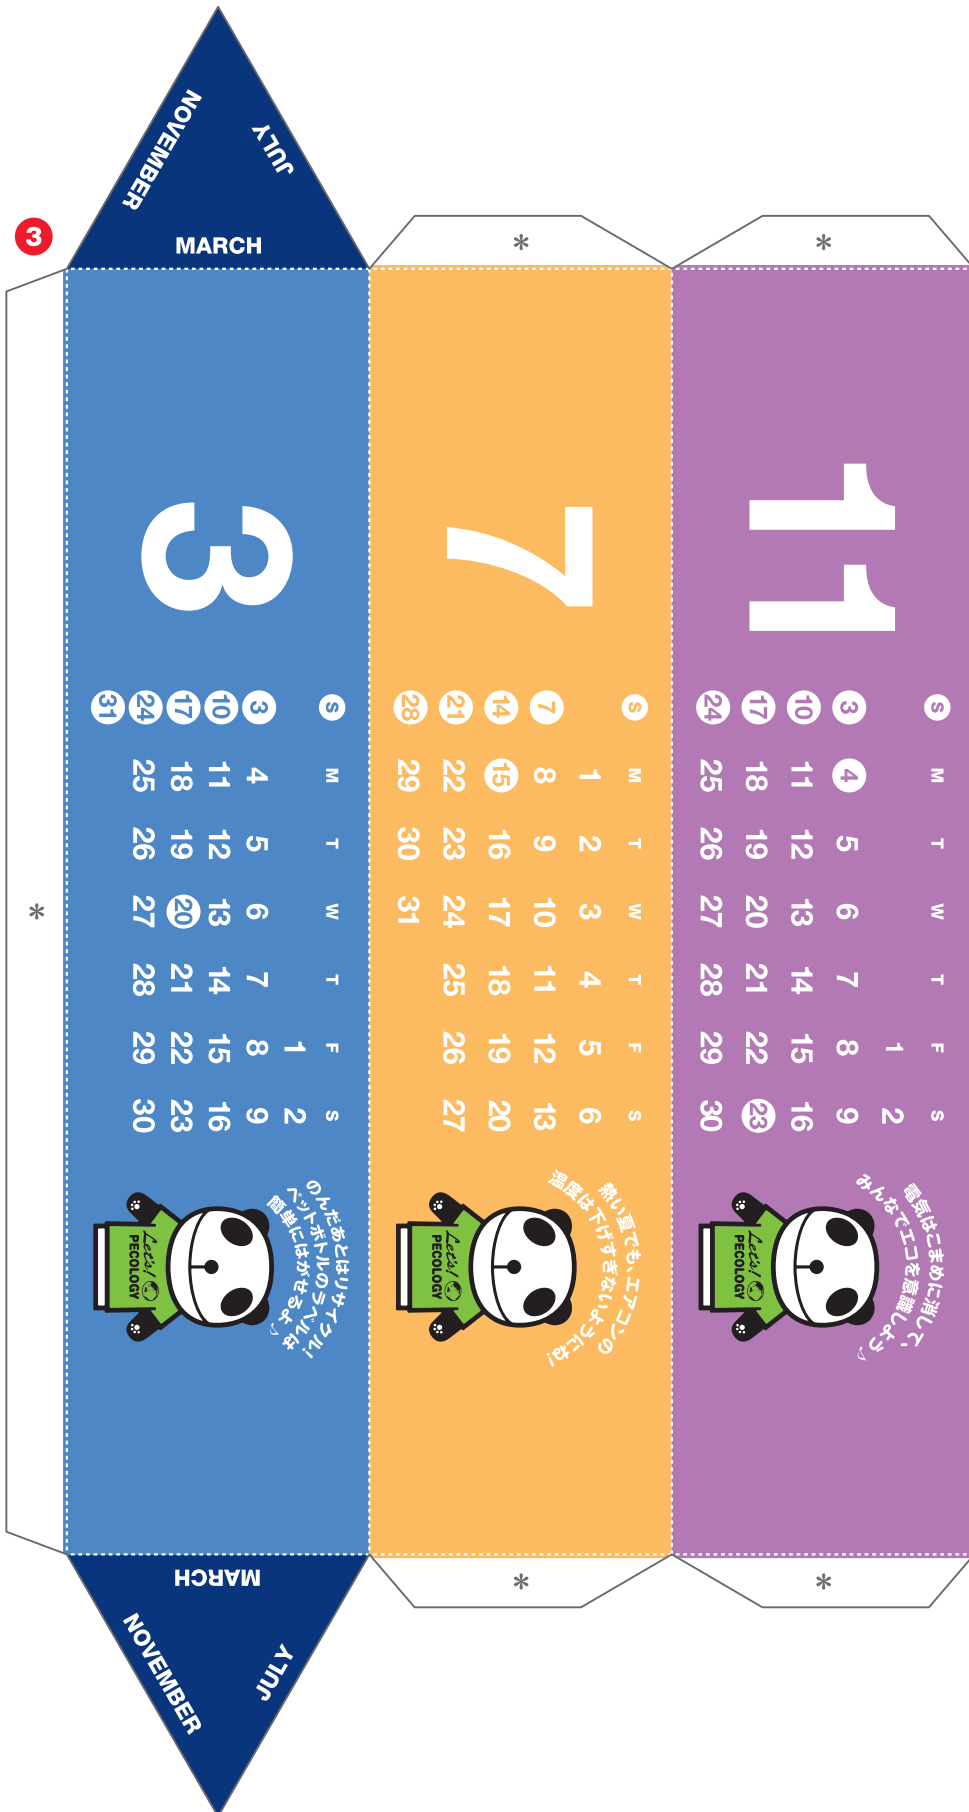 3
NOVEMBER
JULY
MARCH
*
*
*
3
S M T W T F S
1 2
3 4 5 6 7 8 9
10 11 12 13 14 15 16
17 18 19 20 21 22 23
24 25 26 27 28 29 30
31
のんだあとはリサイクル!
ペットボトルのラベルは
簡単にはがせるよ
Let's!
PECOLOGY
7
S M T W T F S
1 2 3 4 5 6
7 8 9 10 11 12 13
14 15 16 17 18 19 20
21 22 23 24 25 26 27
28 29 30 31
熱い夏でも、エアコンの
温度は下げすぎないようにね!
Let's!
PECOLOGY
11
S M T W T F S
1 2
3 4 5 6 7 8 9
10 11 12 13 14 15 16
17 18 19 20 21 22 23
24 25 26 27 28 29 30
電気はこまめに消して、
みんなでエコを意識しよう
Let's!
PECOLOGY
*
*
MARCH
NOVEMBER
JULY